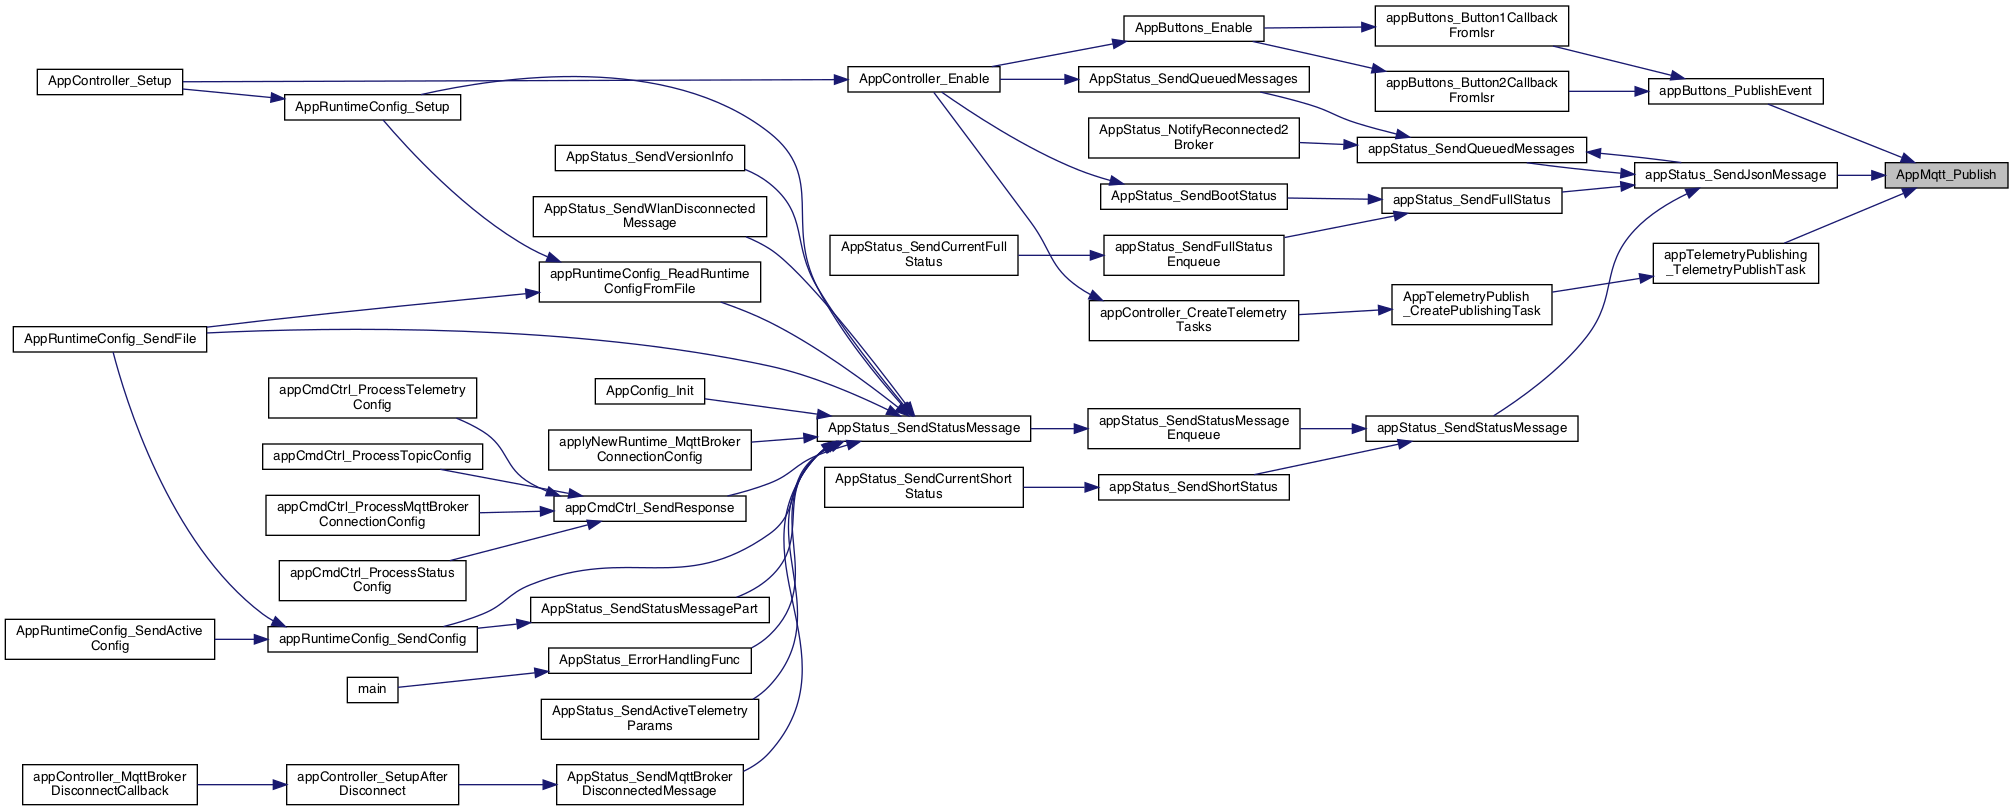 AppController_Setup
AppRuntimeConfig_Setup
AppController_Enable
AppButtons_Enable
appButtons_Button1Callback
FromIsr
AppStatus_SendQueuedMessages
appButtons_Button2Callback
FromIsr
appButtons_PublishEvent
AppStatus_NotifyReconnected2
Broker
appStatus_SendQueuedMessages
AppStatus_SendVersionInfo
appStatus_SendJsonMessage
AppMqtt_Publish
AppStatus_SendBootStatus
appStatus_SendFullStatus
AppStatus_SendWlanDisconnected
Message
AppStatus_SendCurrentFull
Status
appStatus_SendFullStatus
Enqueue
appTelemetryPublishing
_TelemetryPublishTask
appRuntimeConfig_ReadRuntime
ConfigFromFile
appController_CreateTelemetry
Tasks
AppTelemetryPublish
_CreatePublishingTask
AppRuntimeConfig_SendFile
appCmdCtrl_ProcessTelemetry
Config
AppConfig_Init
AppStatus_SendStatusMessage
appStatus_SendStatusMessage
Enqueue
appStatus_SendStatusMessage
applyNewRuntime_MqttBroker
ConnectionConfig
appCmdCtrl_ProcessTopicConfig
AppStatus_SendCurrentShort
Status
appStatus_SendShortStatus
appCmdCtrl_ProcessMqttBroker
ConnectionConfig
appCmdCtrl_SendResponse
appCmdCtrl_ProcessStatus
Config
AppStatus_SendStatusMessagePart
AppRuntimeConfig_SendActive
Config
appRuntimeConfig_SendConfig
AppStatus_ErrorHandlingFunc
main
AppStatus_SendActiveTelemetry
Params
appController_MqttBroker
DisconnectCallback
appController_SetupAfter
Disconnect
AppStatus_SendMqttBroker
DisconnectedMessage